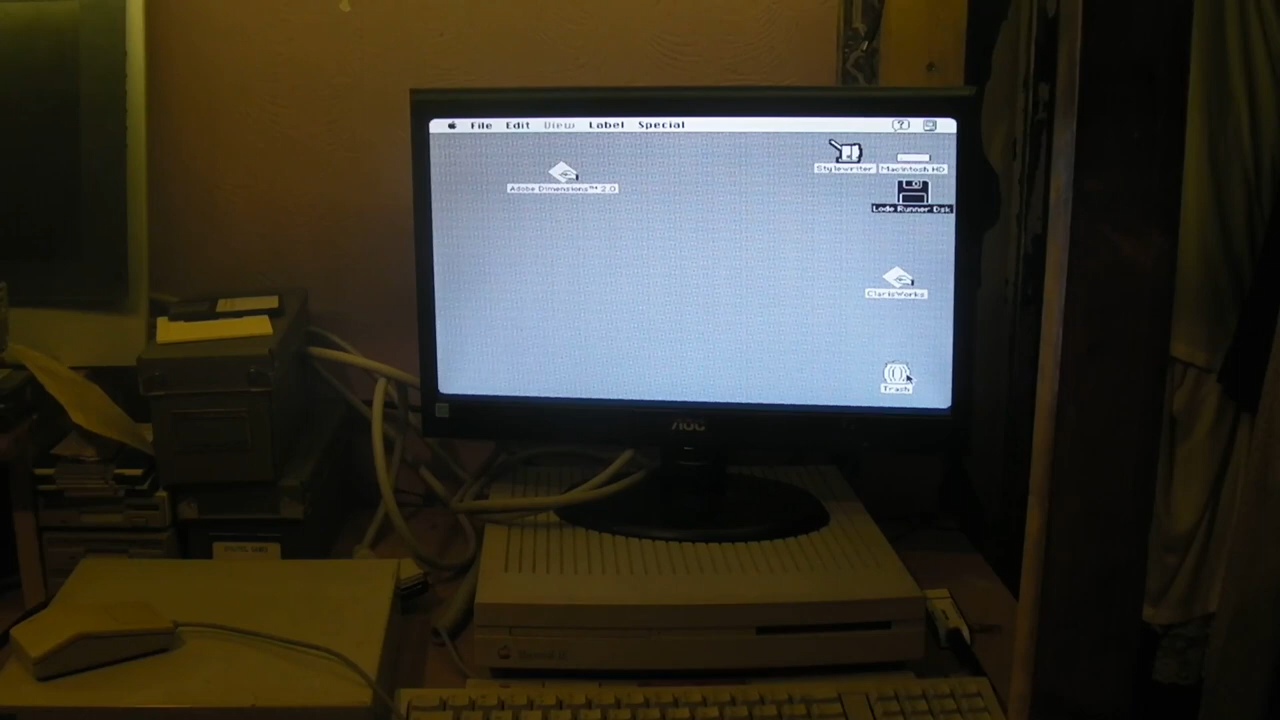 File Edit View Label Special
Stylewriter Macintosh HD
Adobe Dimensions™ 2.0
Lode Runner Dsk
ClarisWorks
Trash
AOC